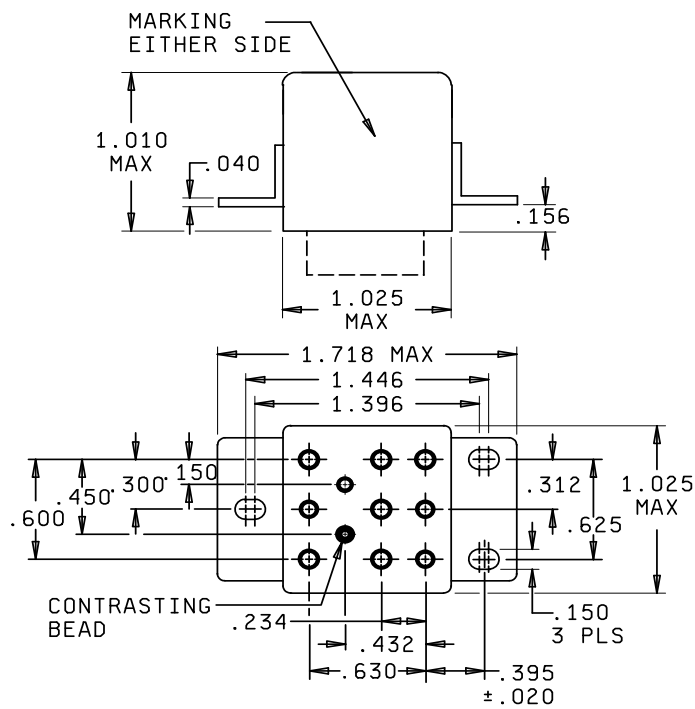 MARKING
EITHER SIDE
1.010
MAX
.040
.156
1.025
MAX
1.718 MAX
1.446
1.396
.150
.300
.450
.600
.312
1.025
MAX
.625
CONTRASTING
BEAD
.234
.432
.630
.150
3 PLS
.395
±.020